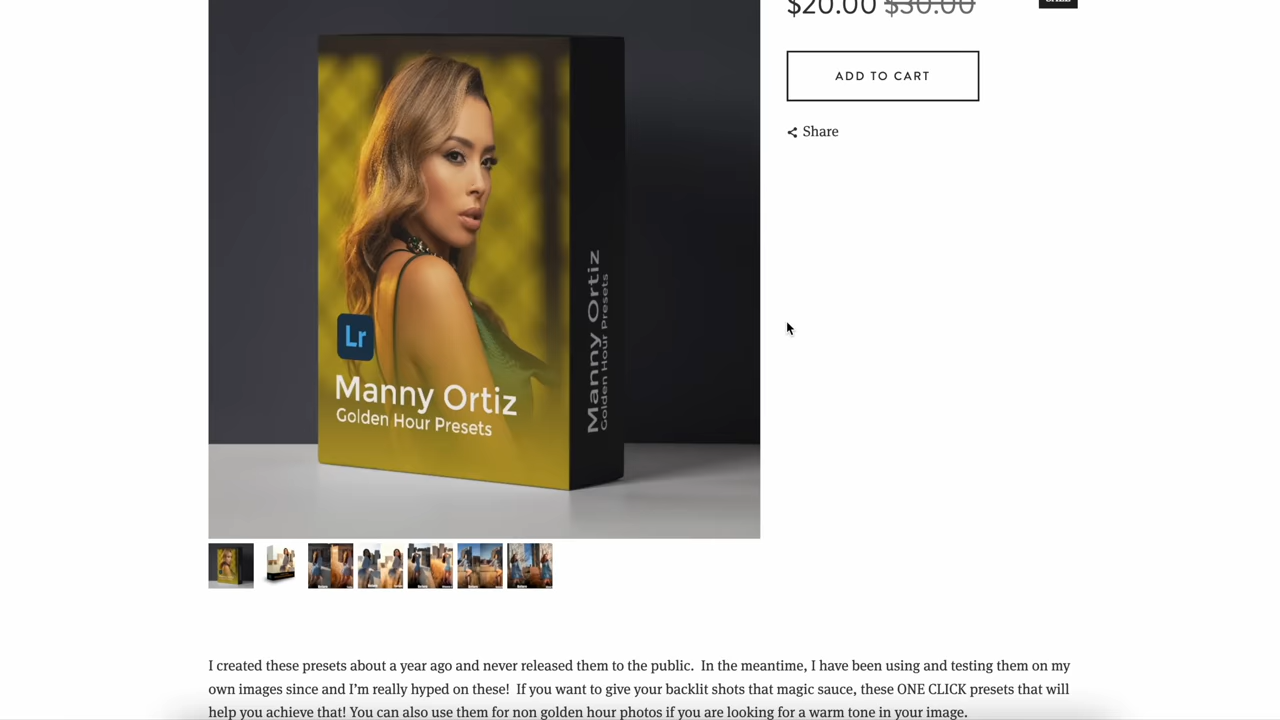 $20.00 $30.00
ADD TO CART
Share
Lr
Manny Ortiz
Golden Hour Presets
Manny Ortiz
Golden Hour Presets
I created these presets about a year ago and never released them to the public.  In the meantime, I have been using and testing them on my
own images since and I’m really hyped on these!  If you want to give your backlit shots that magic sauce, these ONE CLICK presets that will
help you achieve that! You can also use them for non golden hour photos if you are looking for a warm tone in your image.